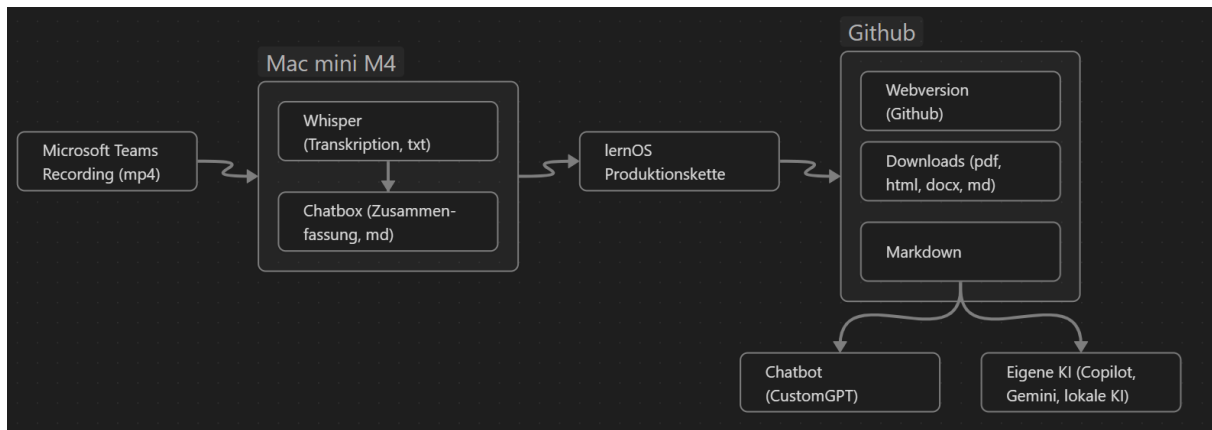 Microsoft Teams
Recording (mp4)
Mac mini M4
Whisper
(Transkription, txt)
Chatbox (Zusammen-
fassung, md)
lernOS
Produktionskette
Github
Webversion
(Github)
Downloads (pdf,
html, docx, md)
Markdown
Chatbot
(CustomGPT)
Eigene KI (Copilot,
Gemini, lokale KI)